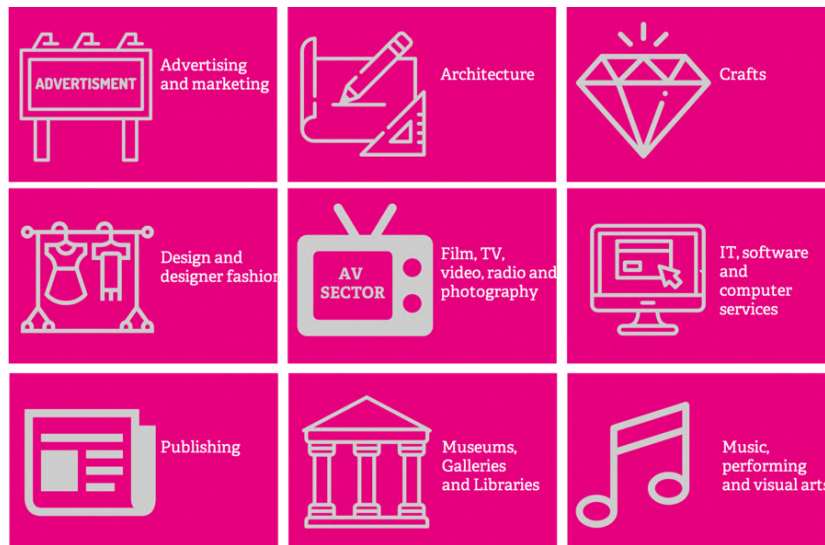 ADVERTISMENT
Advertising
and marketing
Architecture
Crafts
Design and
designer fashion
AV
SECTOR
Film, TV,
video, radio and
photography
IT, software
and
computer
services
Publishing
Museums,
Galleries
and Libraries
Music,
performing
and visual arts